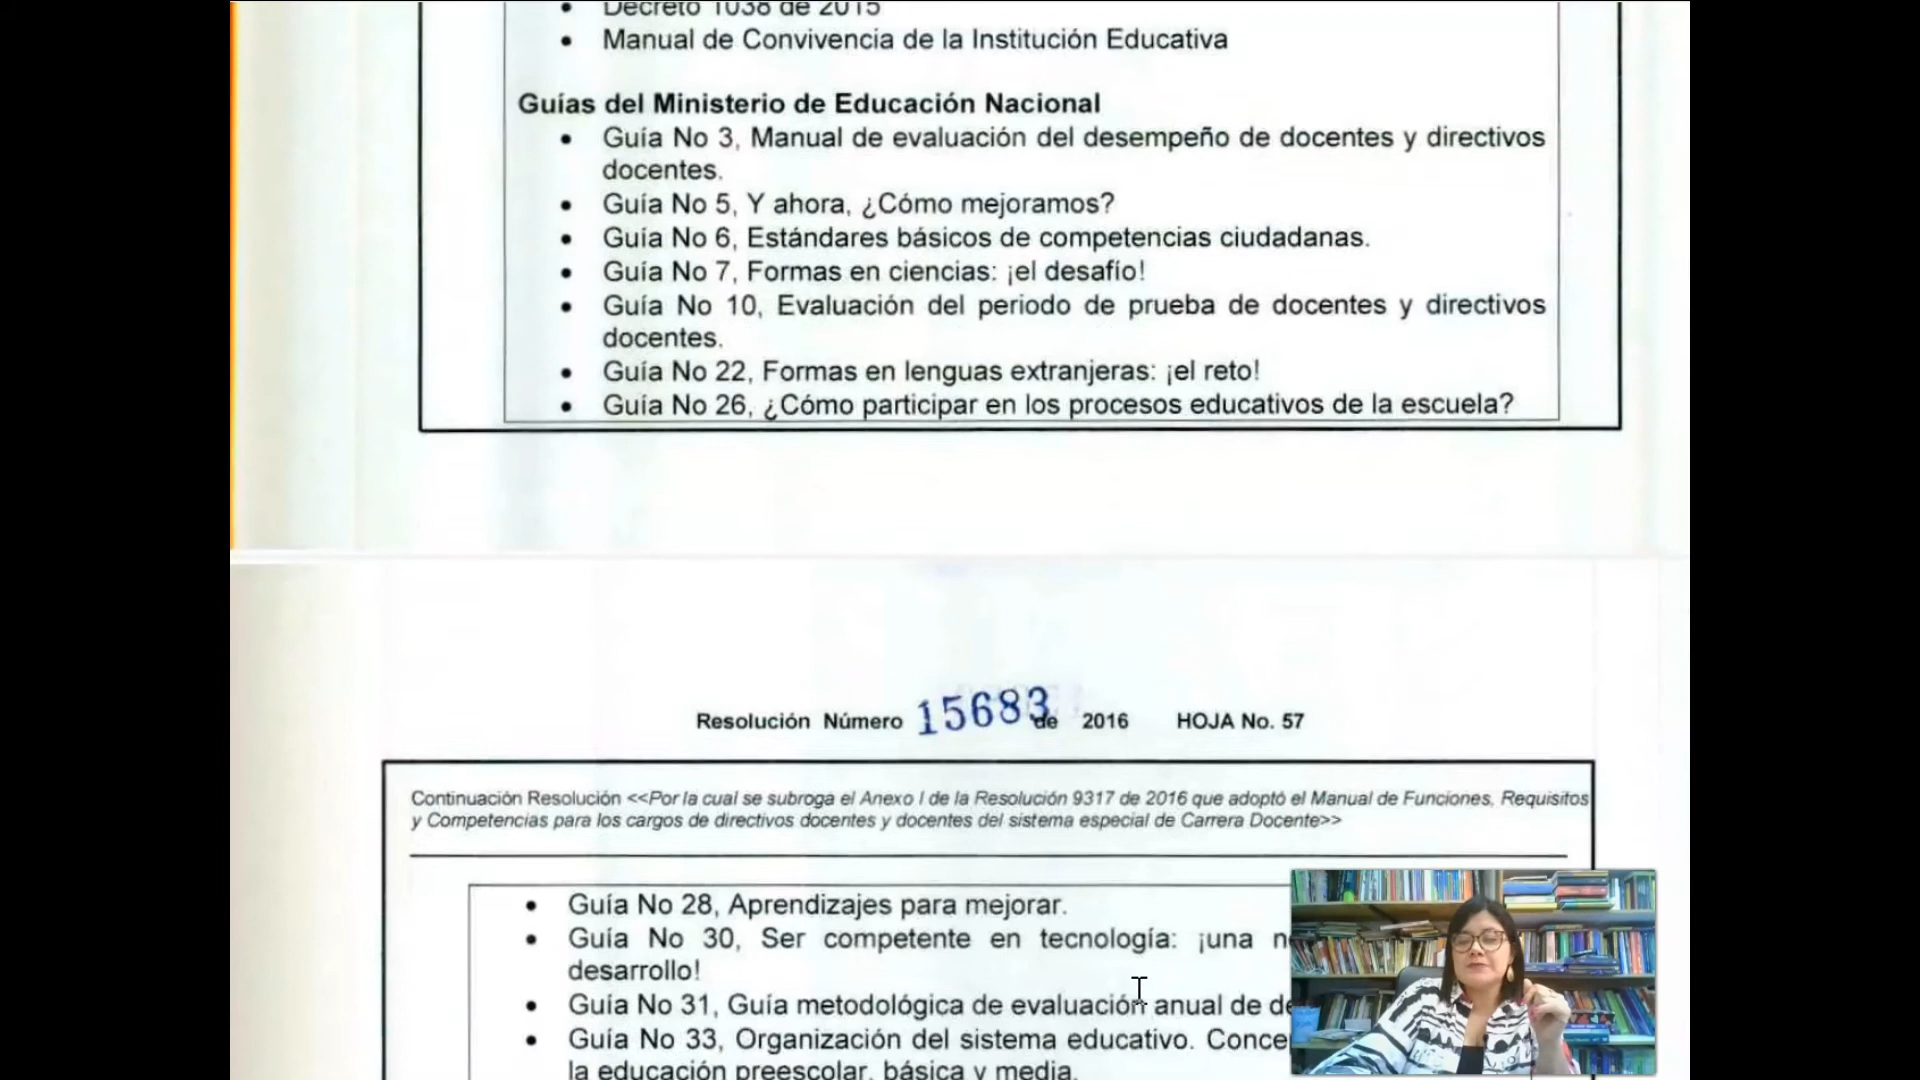 Decreto 1038 de 2015
• Manual de Convivencia de la Institución Educativa
Guías del Ministerio de Educación Nacional
• Guía No 3, Manual de evaluación del desempeño de docentes y directivos
docentes.
• Guía No 5, Y ahora, ¿Cómo mejoramos?
• Guía No 6, Estándares básicos de competencias ciudadanas.
• Guía No 7, Formas en ciencias: ¡el desafío!
• Guía No 10, Evaluación del periodo de prueba de docentes y directivos
docentes.
• Guía No 22, Formas en lenguas extranjeras: ¡el reto!
• Guía No 26, ¿Cómo participar en los procesos educativos de la escuela?
Resolución Número 15683 de 2016 HOJA No. 57
Continuación Resolución <<Por la cual se subroga el Anexo I de la Resolución 9317 de 2016 que adoptó el Manual de Funciones, Requisitos
y Competencias para los cargos de directivos docentes y docentes del sistema especial de Carrera Docente>>
• Guía No 28, Aprendizajes para mejorar.
• Guía No 30, Ser competente en tecnología: ¡una
desarrollo!
• Guía No 31, Guía metodológica de evaluación anual de
• Guía No 33, Organización del sistema educativo.
la educación preescolar, básica y media.